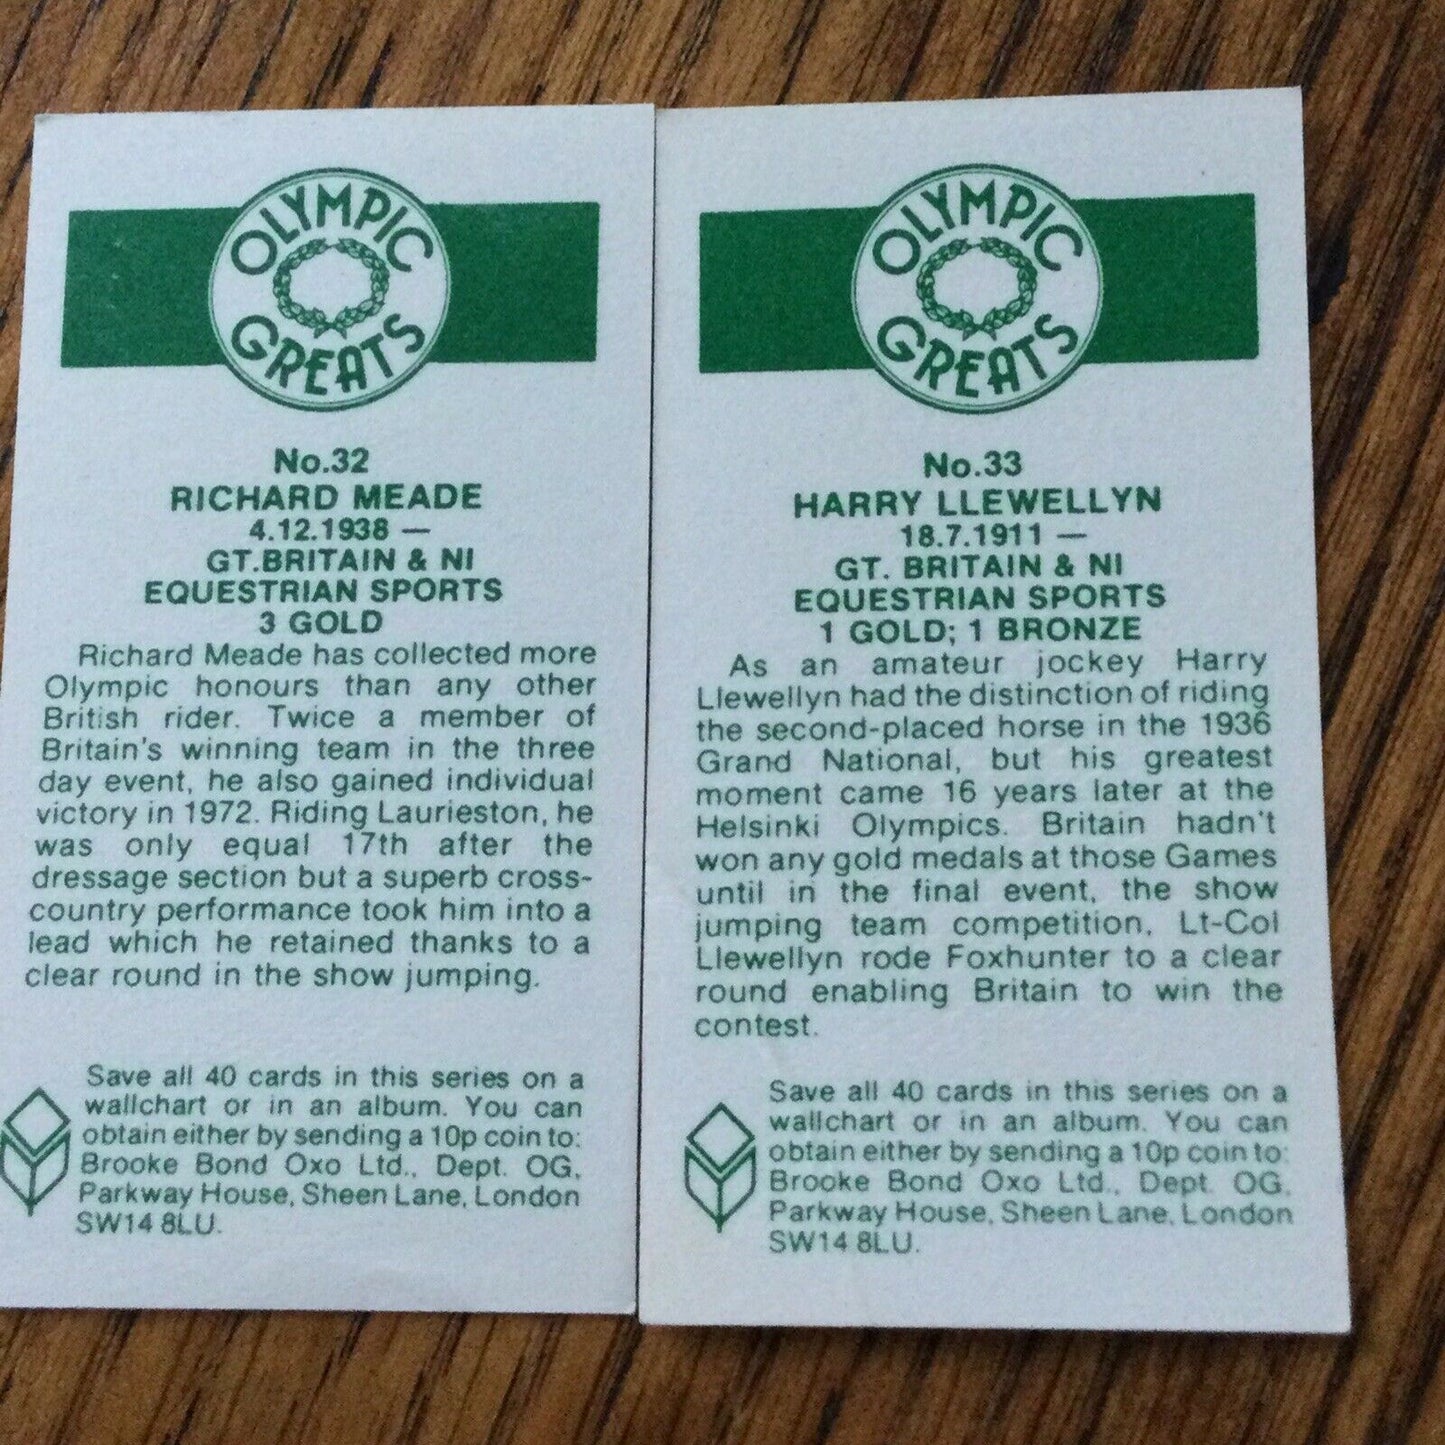 OLYMPIC
GREATS
No.32
RICHARD MEADE
4.12.1938 —
GT.BRITAIN & NI
EQUESTRIAN SPORTS
3 GOLD
Richard Meade has collected more
Olympic honours than any other
British rider. Twice a member of
Britain's winning team in the three
day event, he also gained individual
victory in 1972. Riding Laurieston, he
was only equal 17th after the
dressage section but a superb cross-
country performance took him into a
lead which he retained thanks to a
clear round in the show jumping.
Save all 40 cards in this series on a
wallchart or in an album. You can
obtain either by sending a 10p coin to:
Brooke Bond Oxo Ltd., Dept. OG,
Parkway House, Sheen Lane, London
SW14 8LU.
OLYMPIC
GREATS
No.33
HARRY LLEWELLYN
18.7.1911 —
GT. BRITAIN & NI
EQUESTRIAN SPORTS
1 GOLD; 1 BRONZE
As an amateur jockey Harry
Llewellyn had the distinction of riding
the second-placed horse in the 1936
Grand National, but his greatest
moment came 16 years later at the
Helsinki Olympics. Britain hadn't
won any gold medals at those Games
until in the final event, the show
jumping team competition, Lt-Col
Llewellyn rode Foxhunter to a clear
round enabling Britain to win the
contest.
Save all 40 cards in this series on a
wallchart or in an album. You can
obtain either by sending a 10p coin to:
Brooke Bond Oxo Ltd., Dept. OG,
Parkway House, Sheen Lane, London
SW14 8LU.